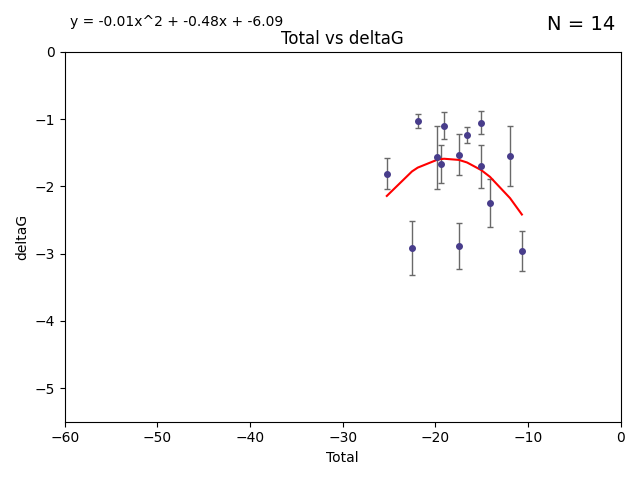 y = -0.01x^2 + -0.48x + -6.09
N = 14
Total vs deltaG
0
−1
−2
−3
−4
−5
deltaG
−60 −50 −40 −30 −20 −10 0
Total